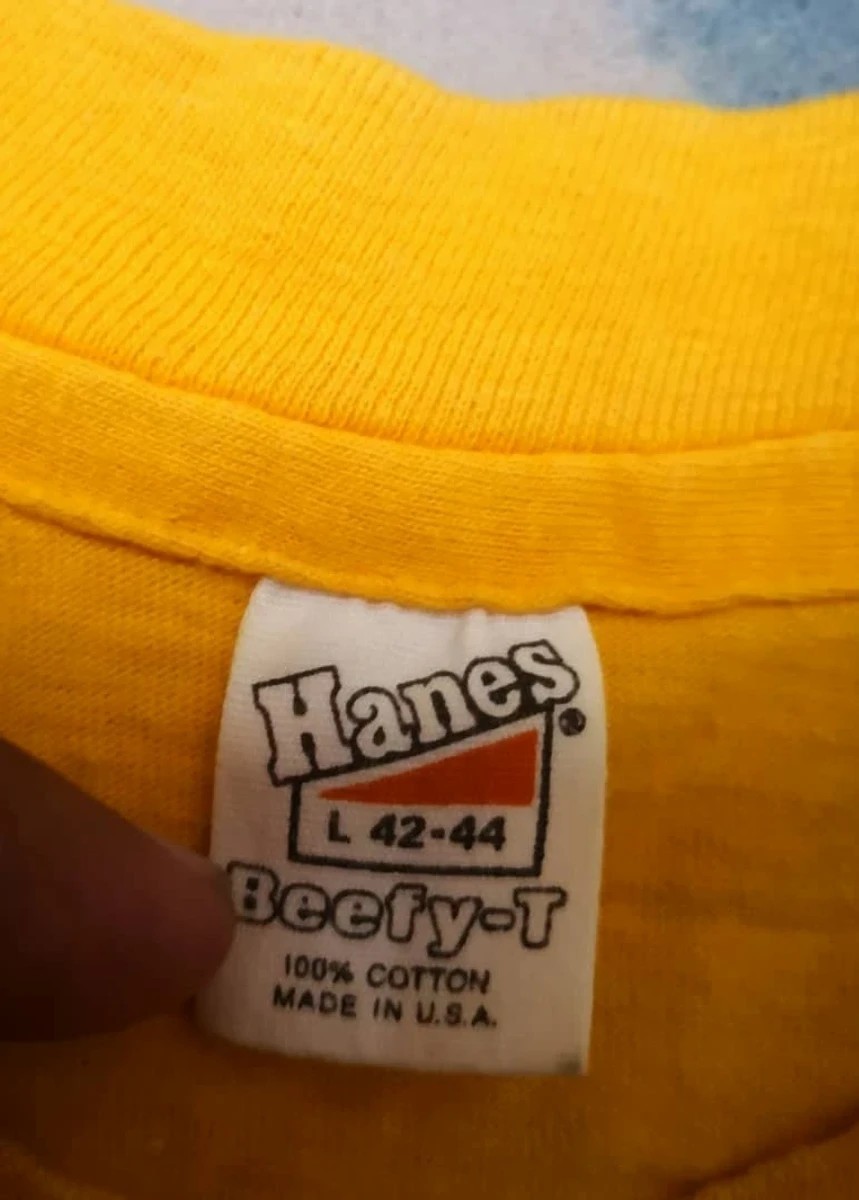 Hanes®
L 42-44
Beefy-T
100% COTTON
MADE IN U.S.A.